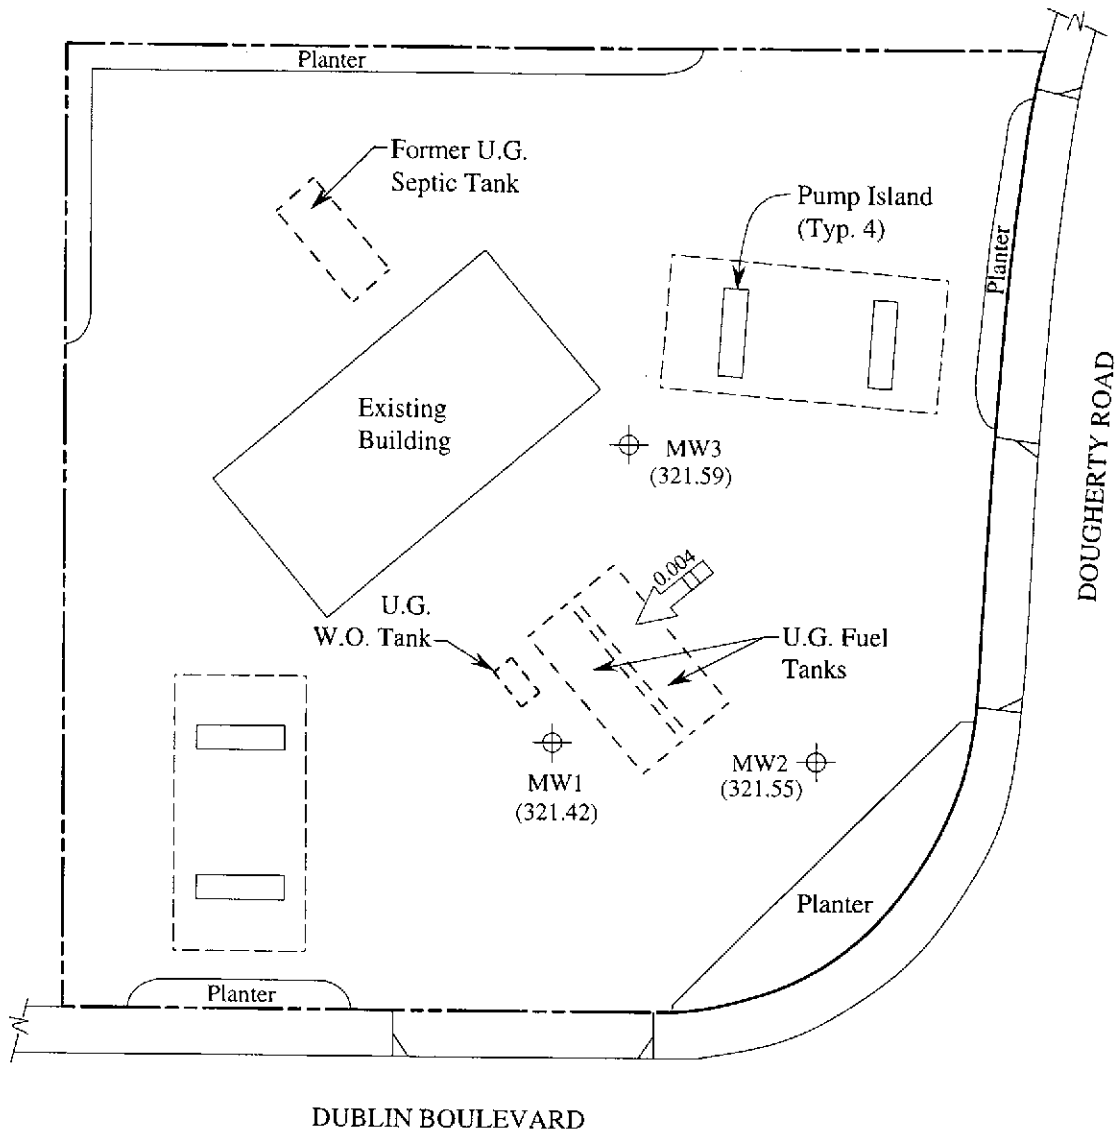 N
Planter
Former U.G.
Septic Tank
Pump Island
(Typ. 4)
Planter
Existing
Building
MW3
(321.59)
DOUGHERTY ROAD
0.004
U.G.
W.O. Tank
U.G. Fuel
Tanks
MW1
(321.42)
MW2
(321.55)
Planter
Planter
N
DUBLIN BOULEVARD